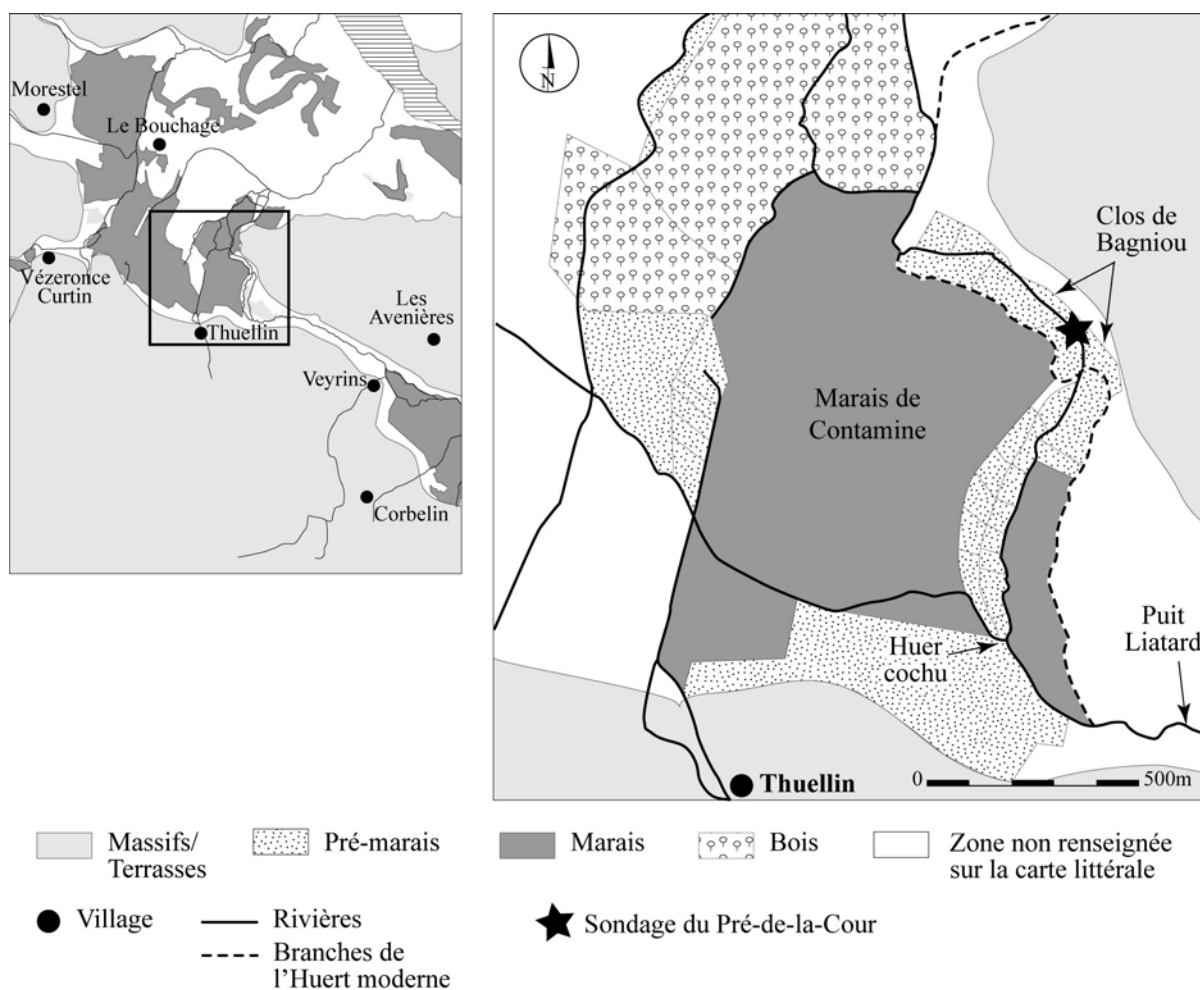 Morestel
Le Bouchage
Vézeronce
Curtin
Thuellin
Les
Avenières
Veyrins
Corbelin
N
Clos de
Bagniou
Marais de
Contamine
Huer
cochu
Puit
Liatard
Thuellin
0 500m
Massifs/
Terrasses
Pré-marais
Marais
Bois
Zone non renseignée
sur la carte littérale
Village
Rivières
Branches de
l'Huert moderne
Sondage du Pré-de-la-Cour